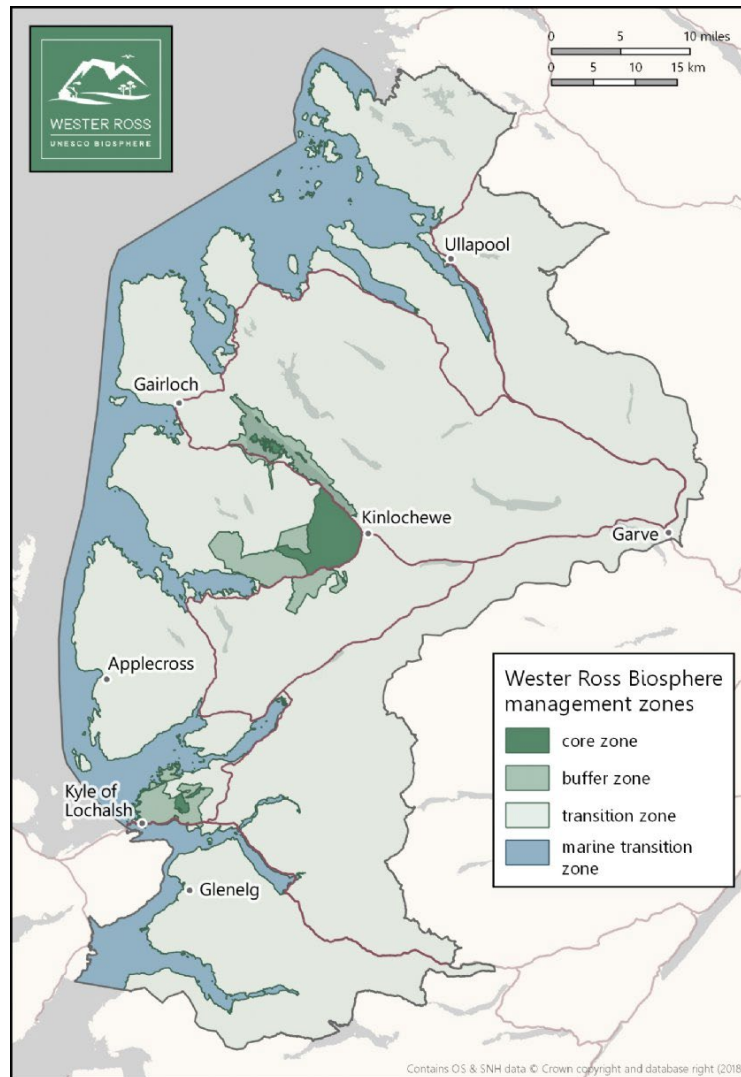 WESTER ROSS
UNESCO BIOSPHERE
0 5 10 miles
0 5 10 15 km
Ullapool
Gairloch
Kinlochewe
Garve
Applecross
Kyle of
Lochalsh
Glenelg
Wester Ross Biosphere
management zones
core zone
buffer zone
transition zone
marine transition
zone
Contains OS & SNH data © Crown copyright and database right (2018